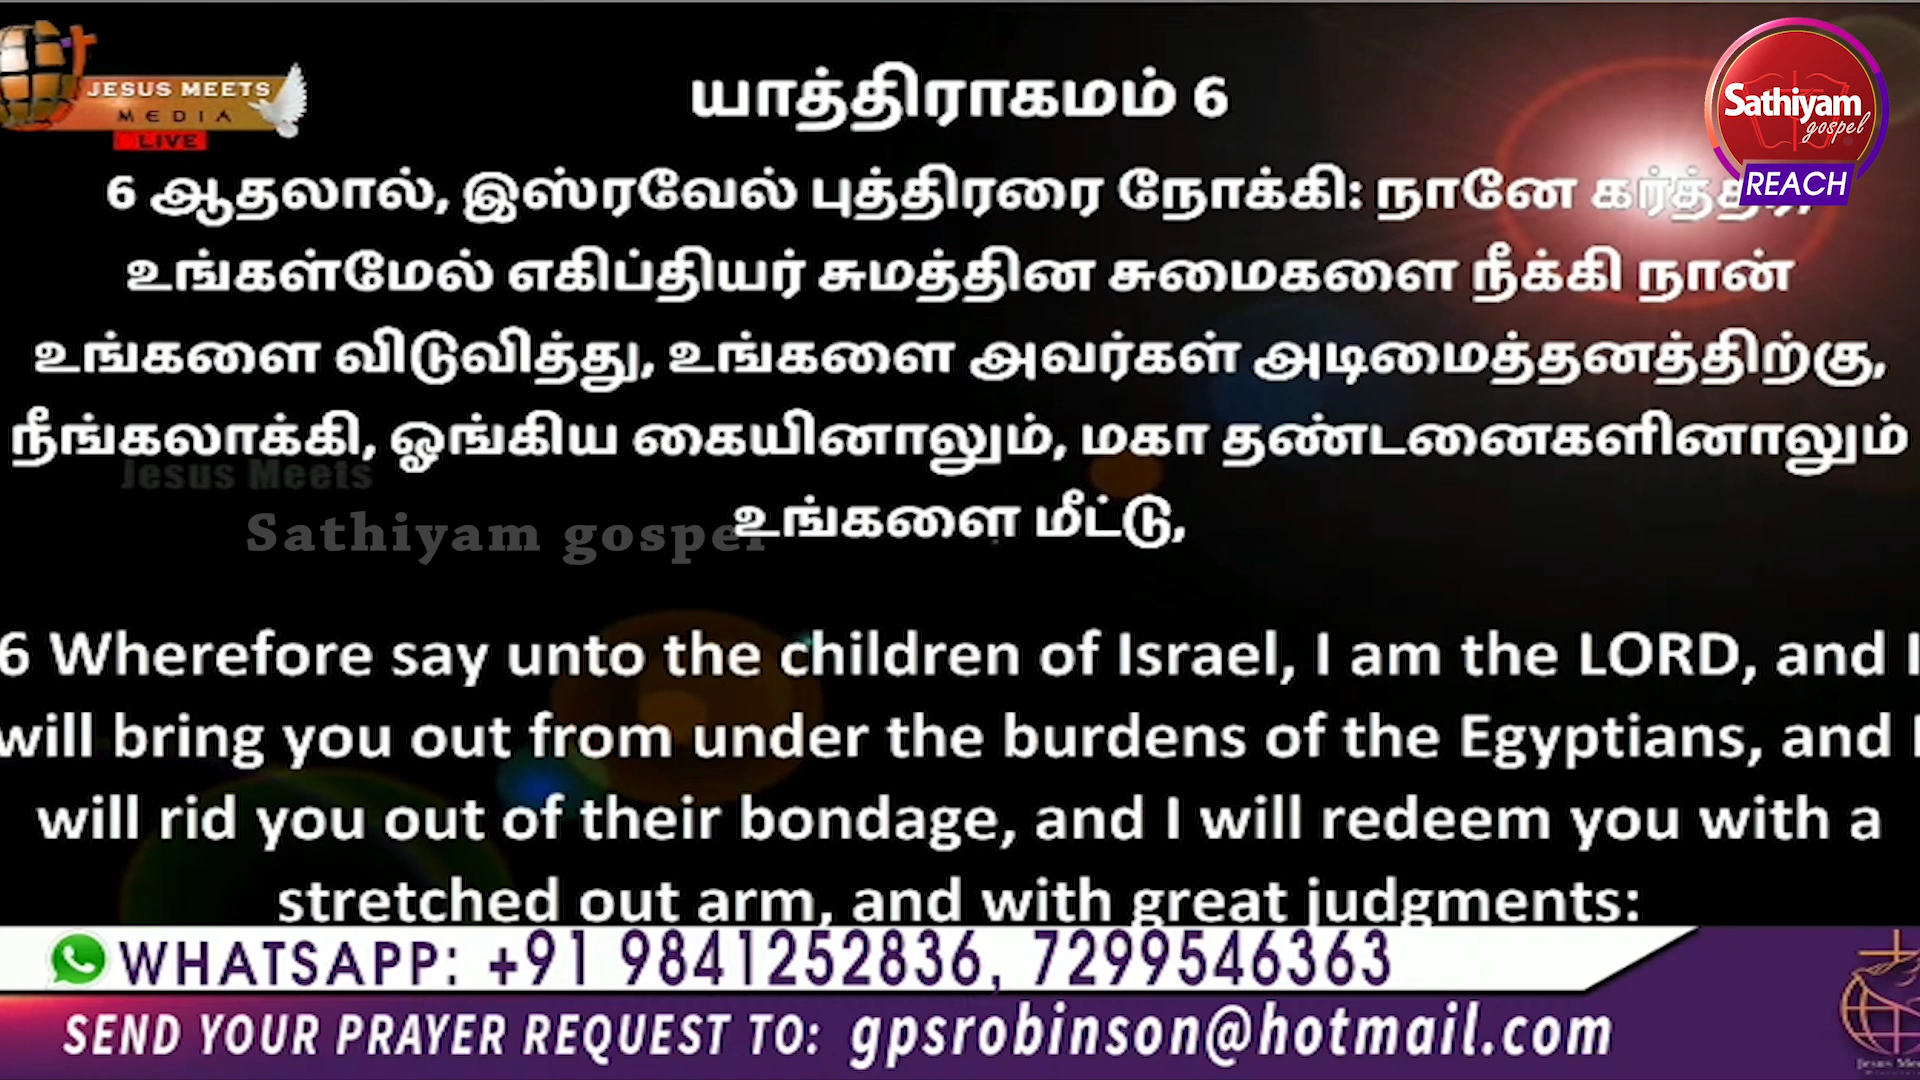 JESUS MEETS
MEDIA
LIVE
Sathiyam
gospel
REACH
யாத்திராகமம் 6
6 ஆதலால், இஸ்ரவேல் புத்திரரை நோக்கி: நானே
உங்கள்மேல் எகிப்தியர் சுமத்தின சுமைகளை நீக்கி நான்
உங்களை விடுவித்து, உங்களை அவர்கள் அடிமைத்தனத்திற்கு,
நீங்கலாக்கி, ஓங்கிய கையினாலும், மகா தண்டனைகளினாலும்
Jesus Meets
உங்களை மீட்டு,
Sathiyam gospel
6 Wherefore say unto the children of Israel, I am the LORD, and I
will bring you out from under the burdens of the Egyptians, and I
will rid you out of their bondage, and I will redeem you with a
stretched out arm, and with great judgments:
WHATSAPP: +91 9841252836, 7299546363
SEND YOUR PRAYER REQUEST TO: gpsrobinson@hotmail.com